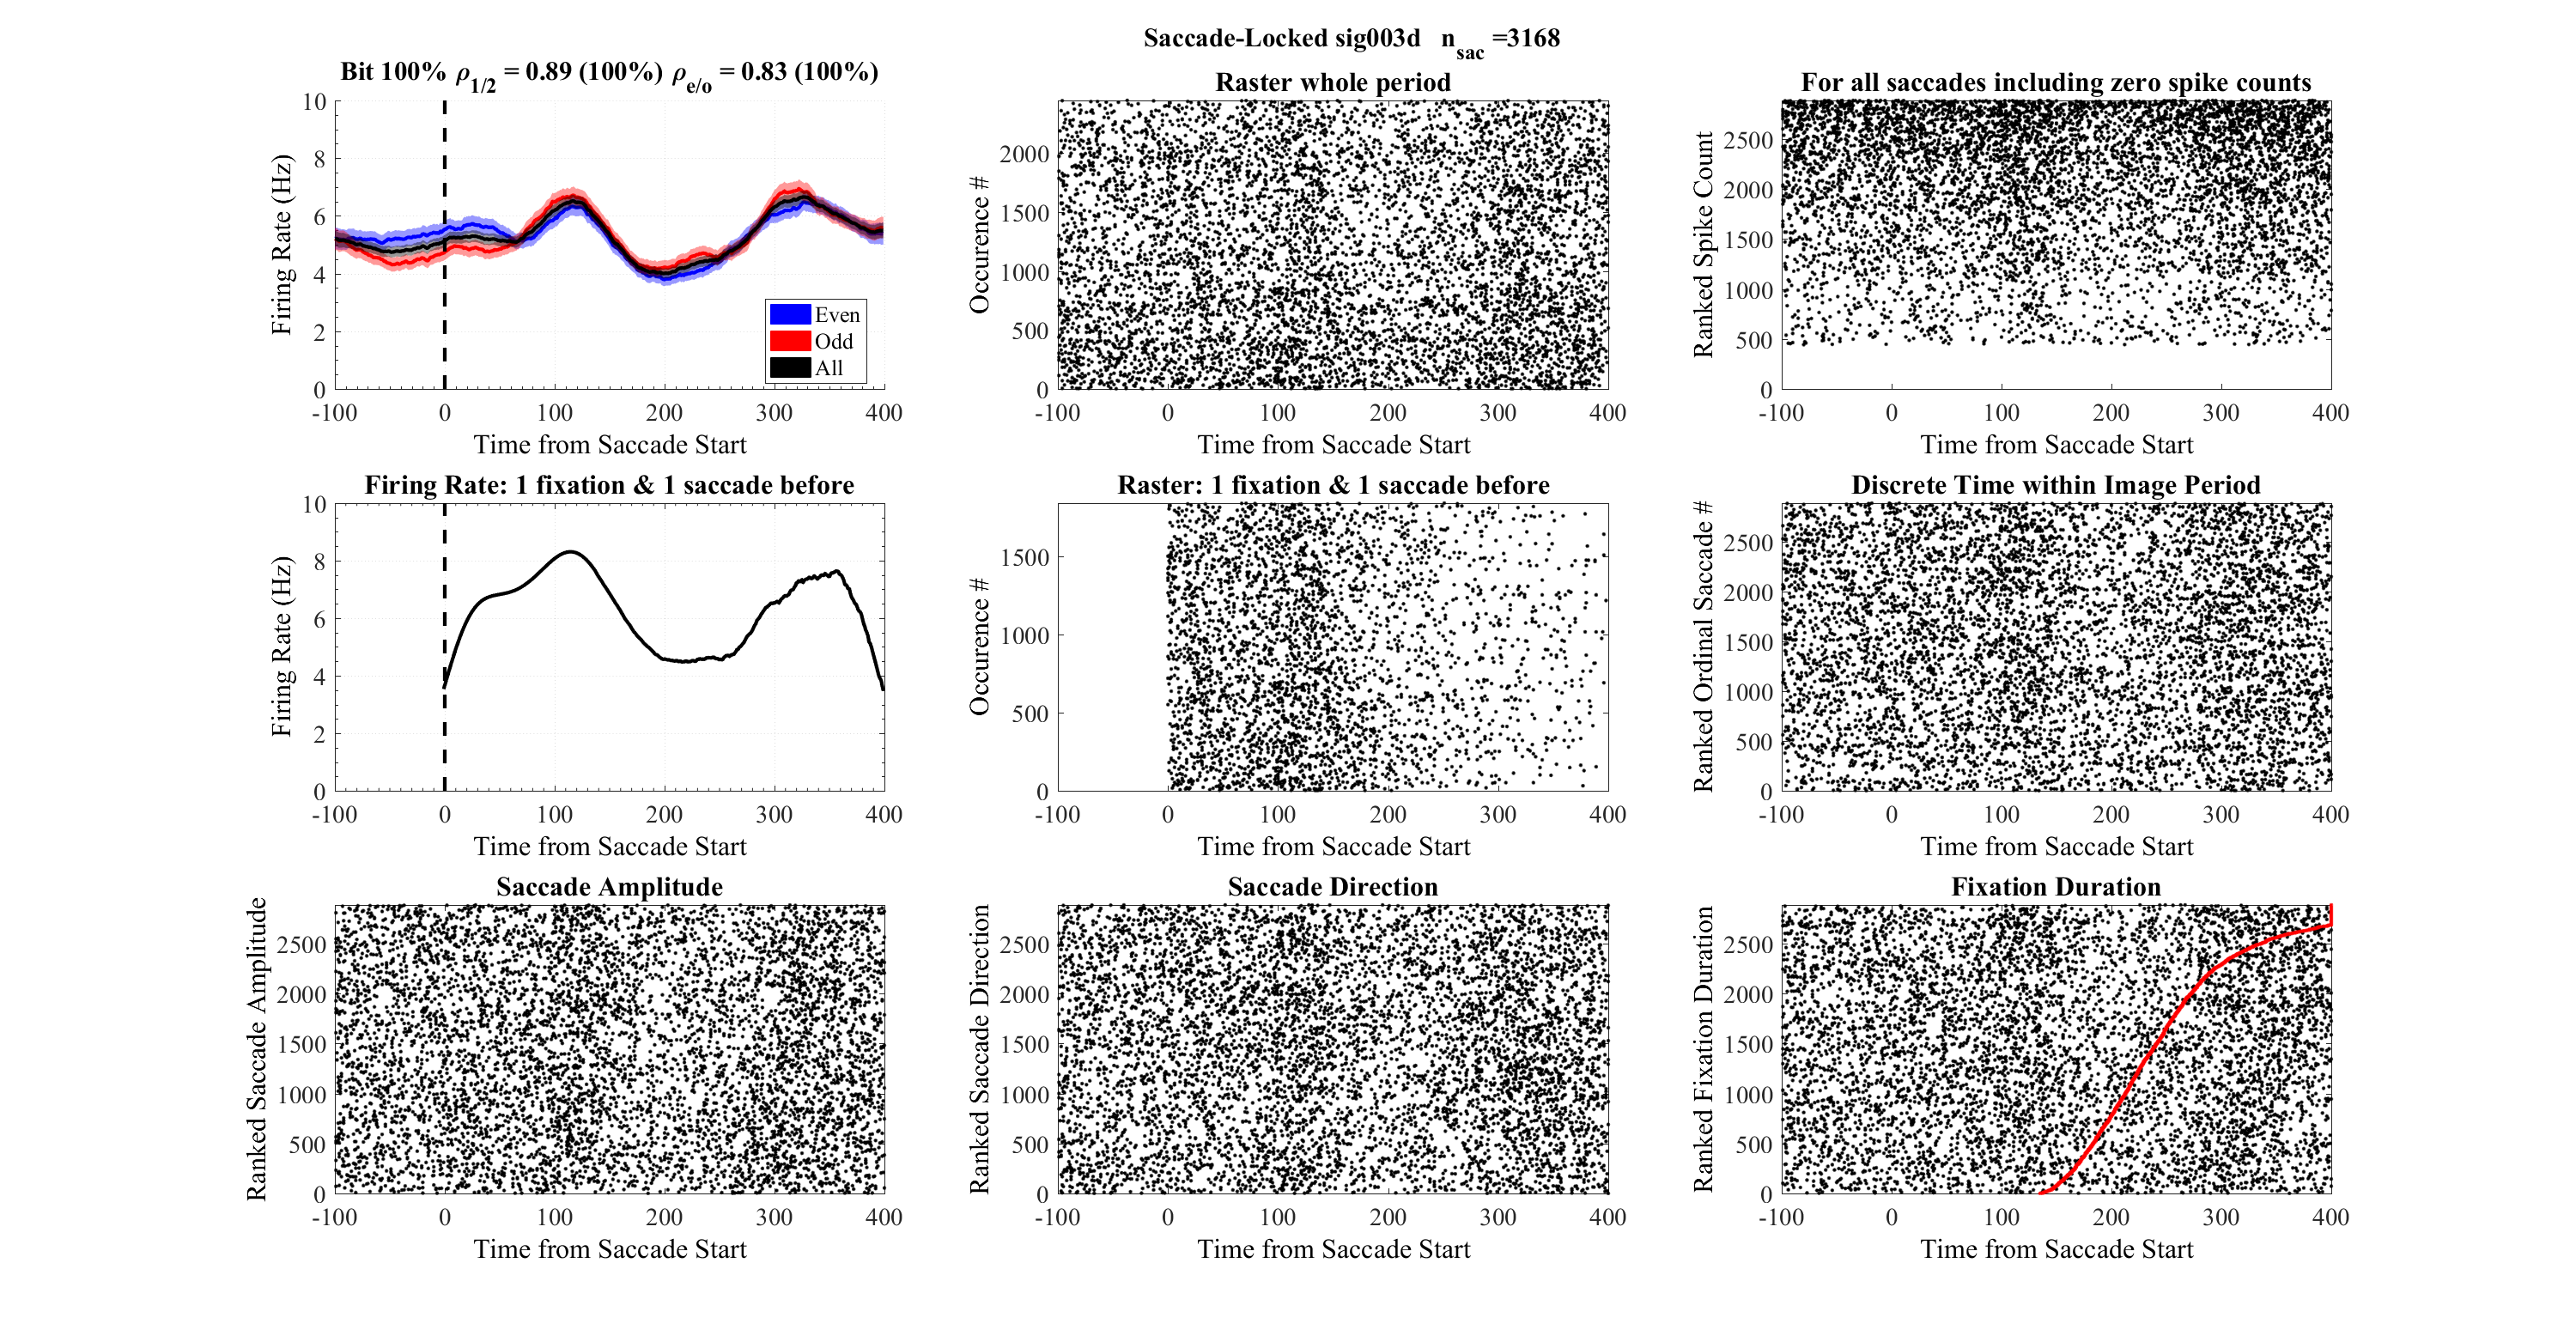 Saccade-Locked sig003d n_sac =3168
Bit 100% ρ_1/2 = 0.89 (100%) ρ_e/o = 0.83 (100%)
10
8
6
4
2
0
Firing Rate (Hz)
Even
Odd
All
-100 0 100 200 300 400
Time from Saccade Start
Raster whole period
2000
1500
1000
500
0
Occurence #
-100 0 100 200 300 400
Time from Saccade Start
For all saccades including zero spike counts
2500
2000
1500
1000
500
0
Ranked Spike Count
-100 0 100 200 300 400
Time from Saccade Start
Firing Rate: 1 fixation & 1 saccade before
10
8
6
4
2
0
Firing Rate (Hz)
-100 0 100 200 300 400
Time from Saccade Start
Raster: 1 fixation & 1 saccade before
1500
1000
500
0
Occurence #
-100 0 100 200 300 400
Time from Saccade Start
Discrete Time within Image Period
2500
2000
1500
1000
500
0
Ranked Ordinal Saccade #
-100 0 100 200 300 400
Time from Saccade Start
Saccade Amplitude
2500
2000
1500
1000
500
0
Ranked Saccade Amplitude
-100 0 100 200 300 400
Time from Saccade Start
Saccade Direction
2500
2000
1500
1000
500
0
Ranked Saccade Direction
-100 0 100 200 300 400
Time from Saccade Start
Fixation Duration
2500
2000
1500
1000
500
0
Ranked Fixation Duration
-100 0 100 200 300 400
Time from Saccade Start